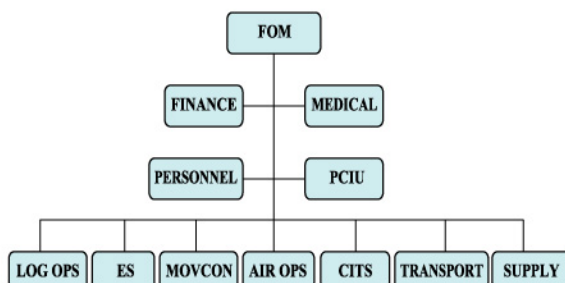 FOM
FINANCE
MEDICAL
PERSONNEL
PCIU
LOG OPS
ES
MOVCON
AIR OPS
CITS
TRANSPORT
SUPPLY